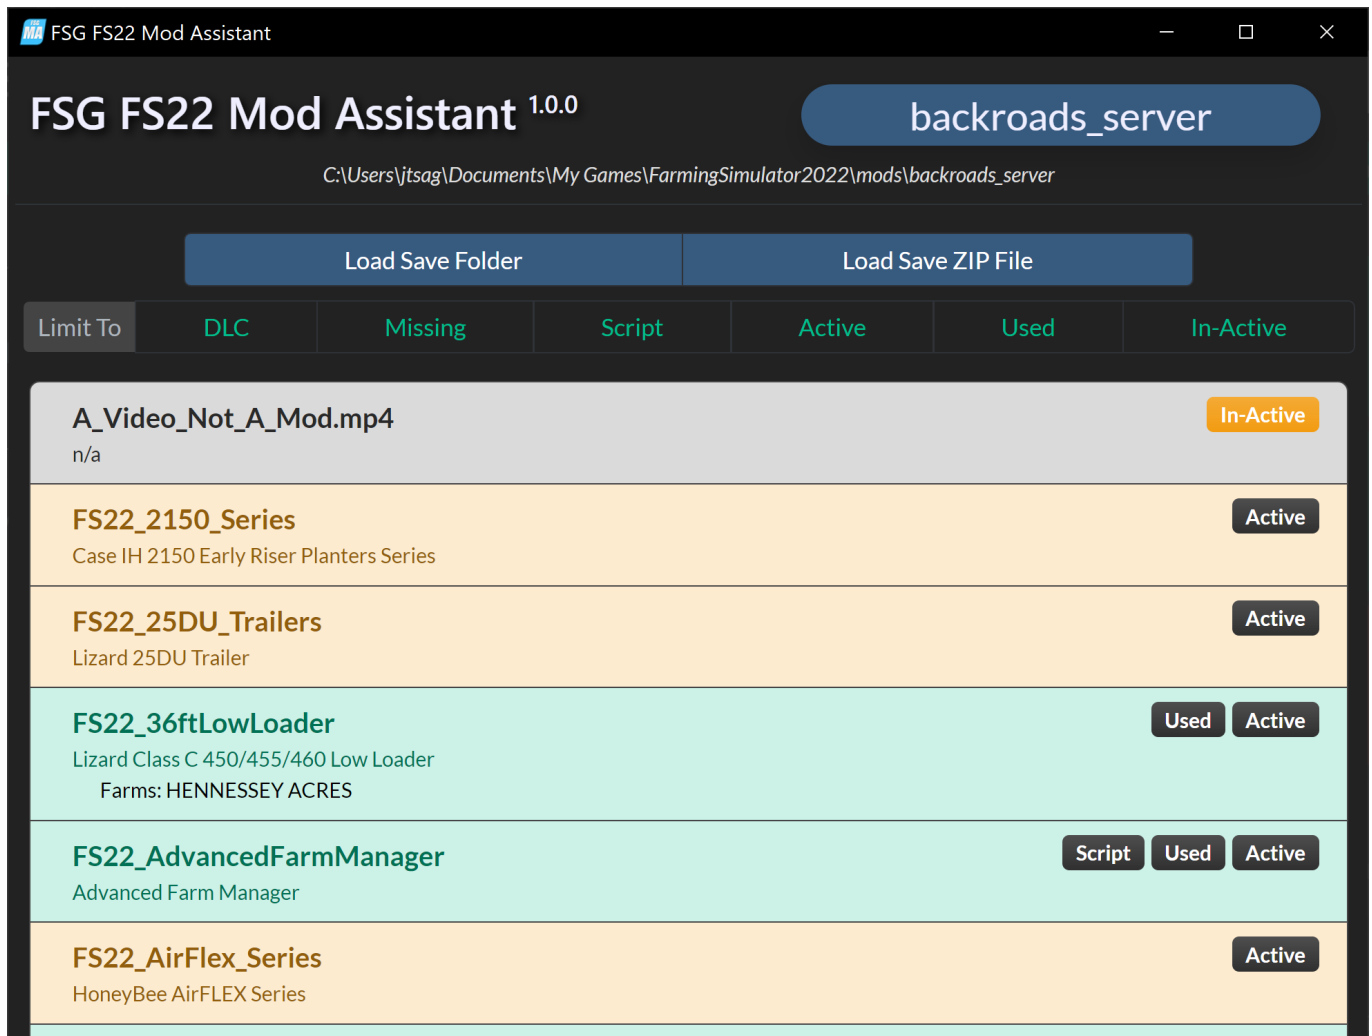 FSG FS22 Mod Assistant
FSG FS22 Mod Assistant 1.0.0
backroads_server
C:\Users\jtsag\Documents\My Games\FarmingSimulator2022\mods\backroads_server
Load Save Folder
Load Save ZIP File
Limit To
DLC
Missing
Script
Active
Used
In-Active
A_Video_Not_A_Mod.mp4
In-Active
n/a
FS22_2150_Series
Active
Case IH 2150 Early Riser Planters Series
FS22_25DU_Trailers
Active
Lizard 25DU Trailer
FS22_36ftLowLoader
Used
Active
Lizard Class C 450/455/460 Low Loader
Farms: HENNESSEY ACRES
FS22_AdvancedFarmManager
Script
Used
Active
Advanced Farm Manager
FS22_AirFlex_Series
Active
HoneyBee AirFLEX Series